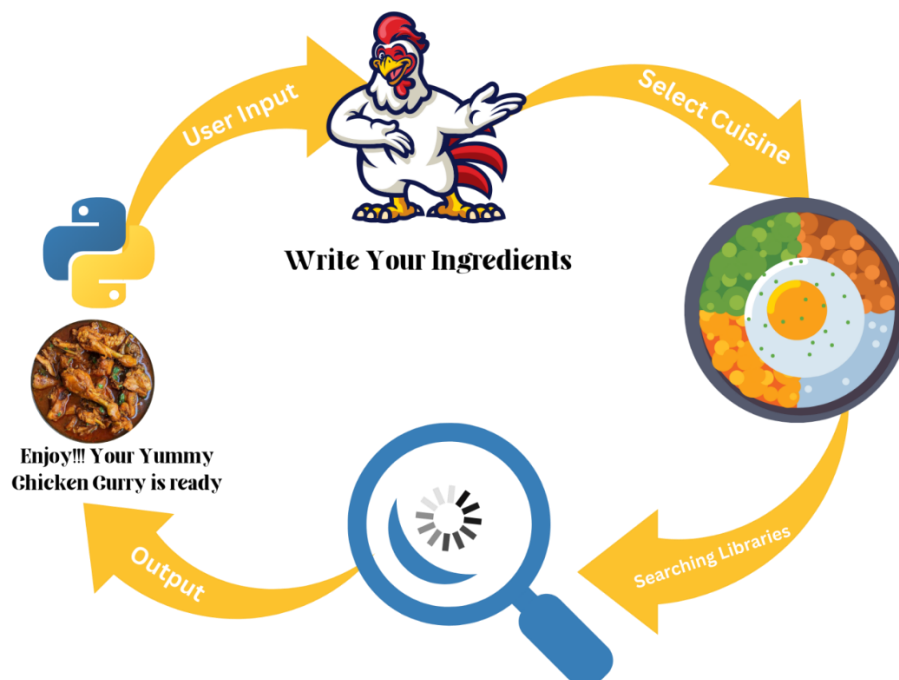 User Input
Select Cuisine
Write Your Ingredients
Searching Libraries
Output
Enjoy!!! Your Yummy
Chicken Curry is ready